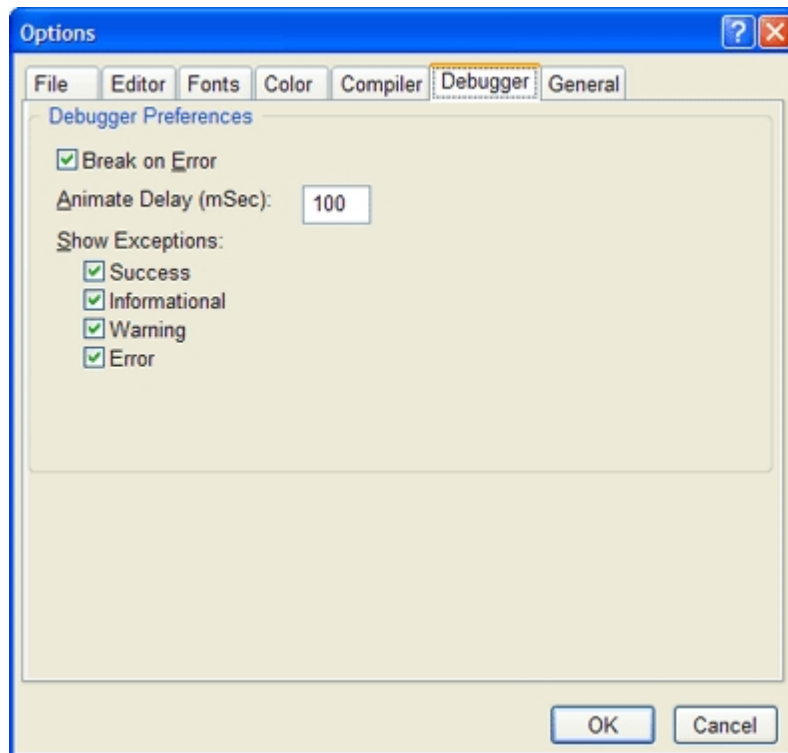 Options
File Editor Fonts Color Compiler Debugger General
Debugger Preferences
Break on Error
Animate Delay (mSec): 100
Show Exceptions:
Success
Informational
Warning
Error
OK Cancel